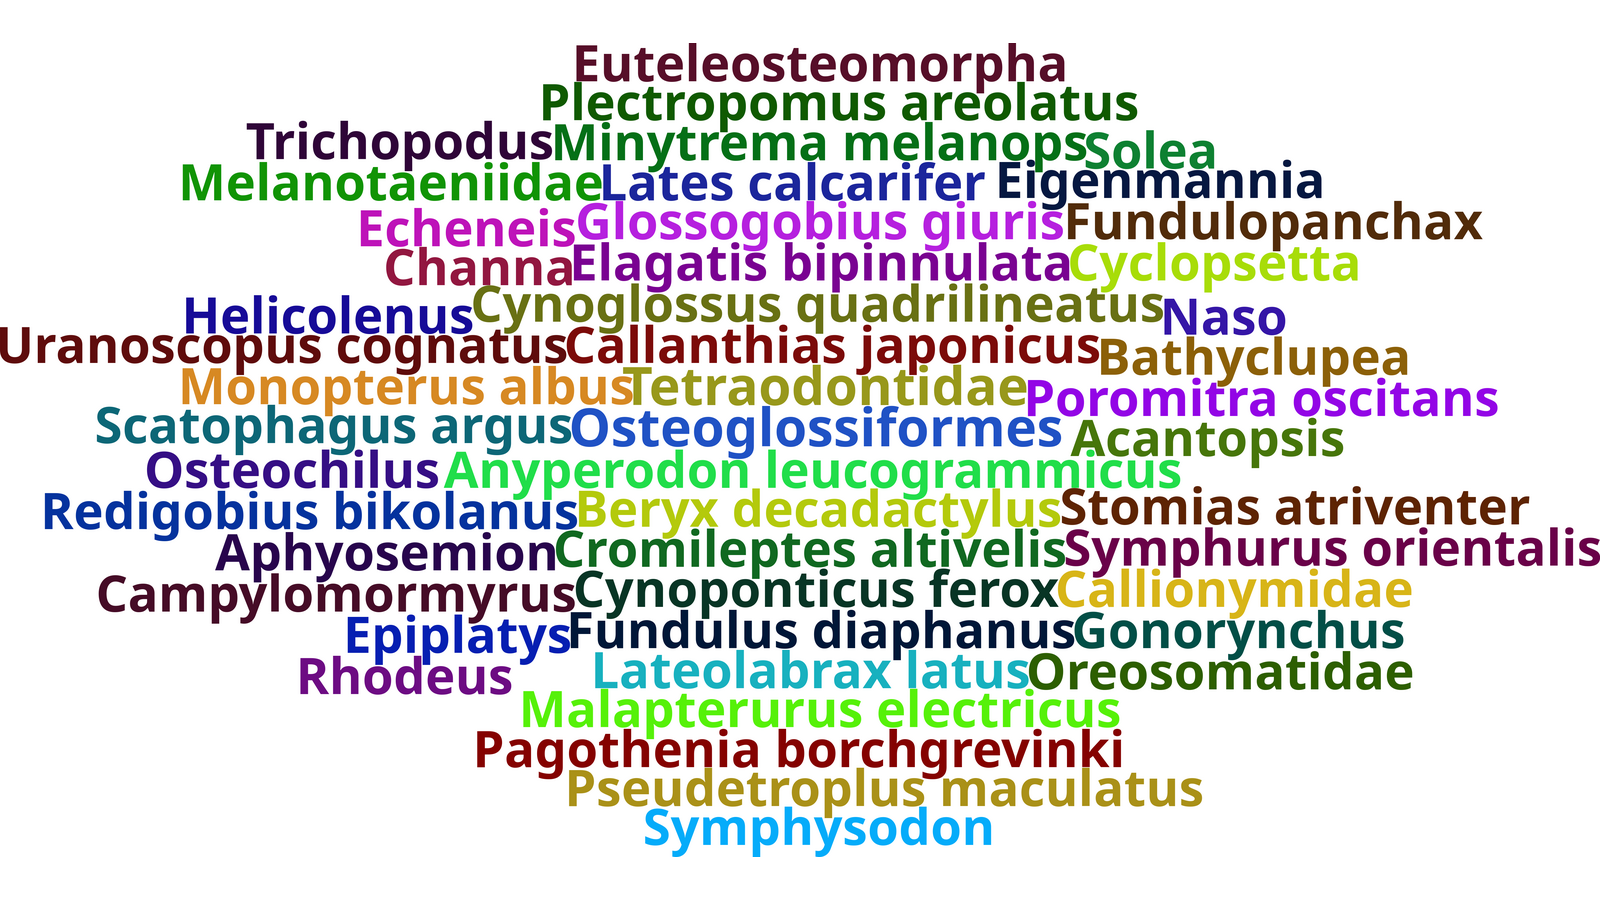 Euteleosteomorpha
Plectropomus areolatus
Trichopodus Minytrema melanops Solea
Melanotaeniidae Lates calcarifer Eigenmannia
Echeneis Glossogobius giuris Fundulopanchax
Channa Elagatis bipinnulata Cyclopsetta
Helicolenus Cynoglossus quadrilineatus Naso
Uranoscopus cognatus Callanthias japonicus Bathyclupea
Monopterus albus Tetraodontidae Poromitra oscitans
Scatophagus argus Osteoglossiformes Acantopsis
Osteochilus Anyperodon leucogrammicus
Redigobius bikolanus Beryx decadactylus Stomias atriventer
Aphyosemion Cromileptes altivelis Symphurus orientalis
Campylomormyrus Cynoponticus ferox Callionymidae
Epiplatys Fundulus diaphanus Gonorynchus
Rhodeus Lateolabrax latus Oreosomatidae
Malapterurus electricus
Pagothenia borchgrevinki
Pseudetroplus maculatus
Symphysodon